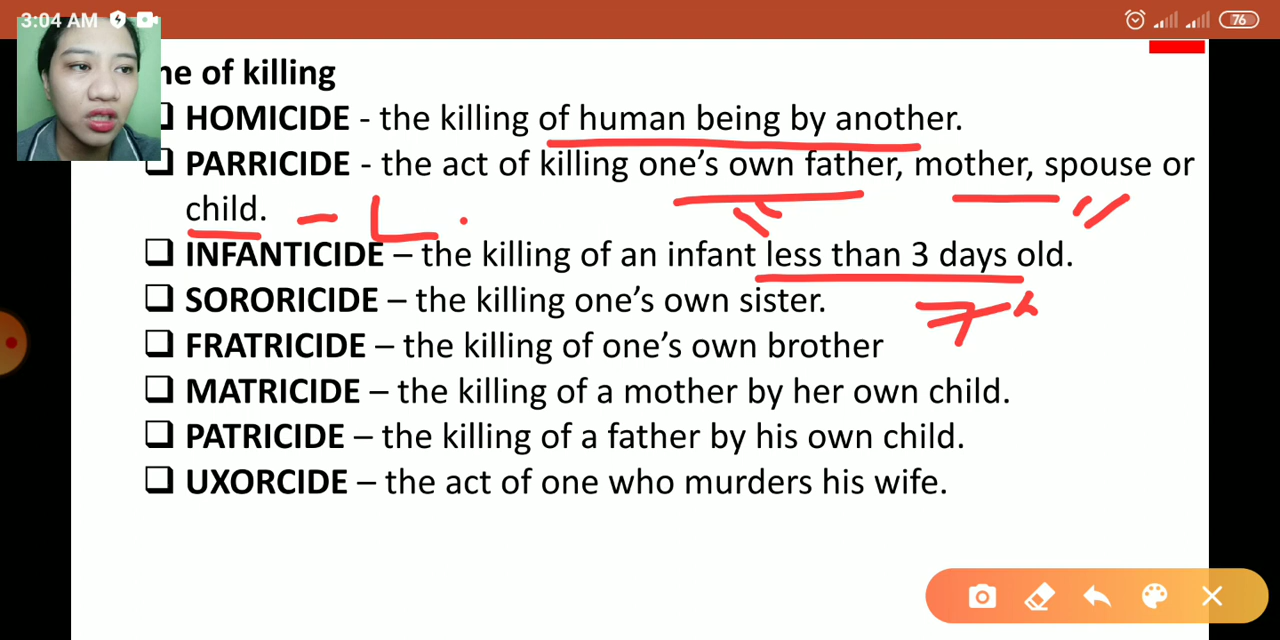 3:04 AM
76
ne of killing
HOMICIDE - the killing of human being by another.
PARRICIDE - the act of killing one's own father, mother, spouse or
child.
INFANTICIDE – the killing of an infant less than 3 days old.
SORORICIDE – the killing one's own sister.
FRATRICIDE – the killing of one's own brother
MATRICIDE – the killing of a mother by her own child.
PATRICIDE – the killing of a father by his own child.
UXORCIDE – the act of one who murders his wife.